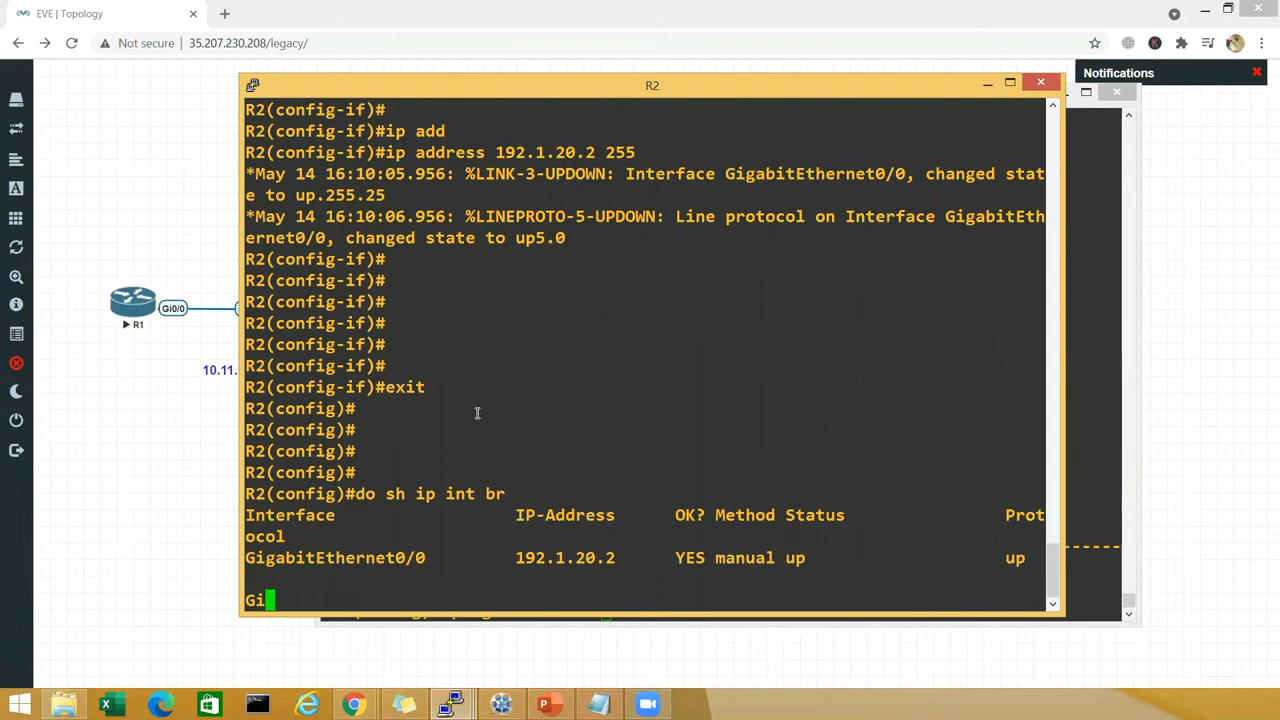 EVE | Topology
Not secure | 35.207.230.208/legacy/
Notifications
R2
R2(config-if)#
R2(config-if)#ip add
R2(config-if)#ip address 192.1.20.2 255
*May 14 16:10:05.956: %LINK-3-UPDOWN: Interface GigabitEthernet0/0, changed stat
e to up.255.25
*May 14 16:10:06.956: %LINEPROTO-5-UPDOWN: Line protocol on Interface GigabitEth
ernet0/0, changed state to up5.0
R2(config-if)#
R2(config-if)#
R2(config-if)#
R2(config-if)#
R2(config-if)#
R2(config-if)#
R2(config-if)#exit
R2(config)#
R2(config)#
R2(config)#
R2(config)#
R2(config)#do sh ip int br
Interface IP-Address OK? Method Status Prot
ocol
GigabitEthernet0/0 192.1.20.2 YES manual up up
Gi
Gi0/0
R1
10.11.